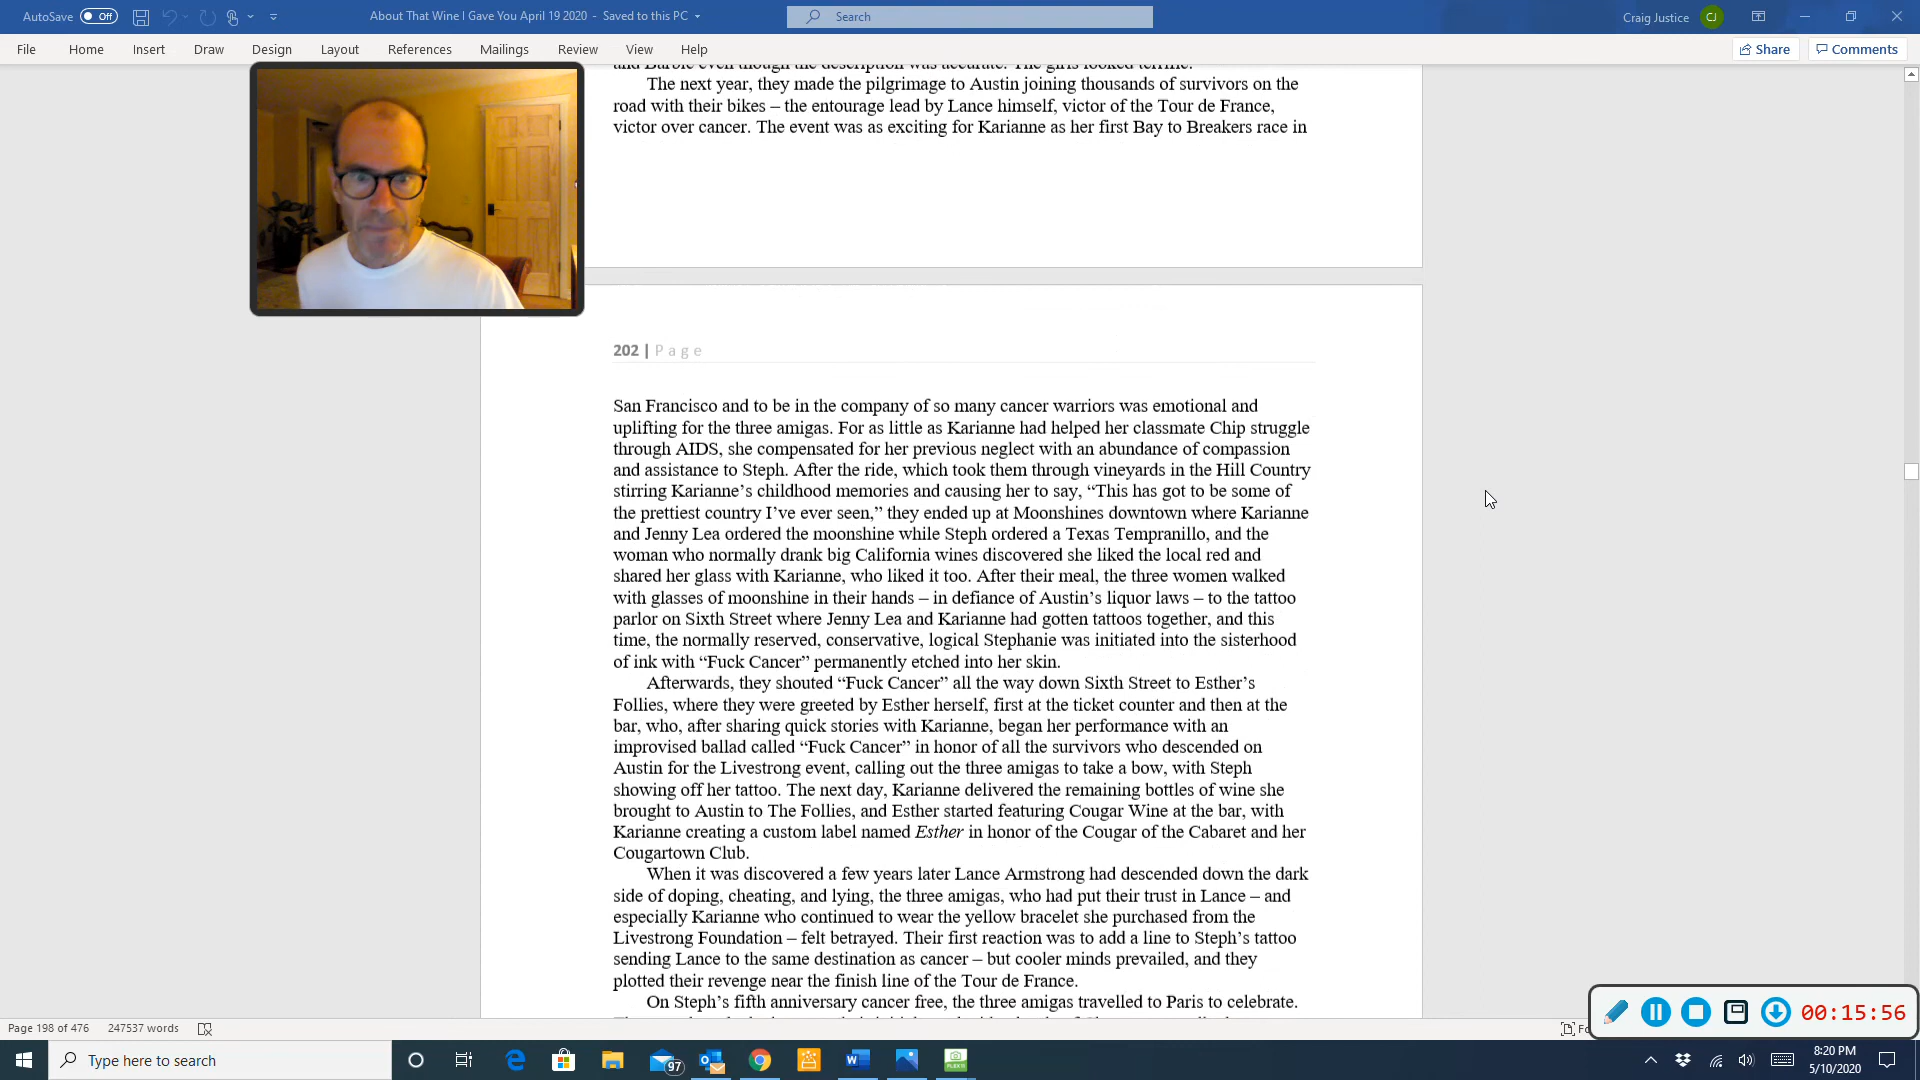 AutoSave Off
About That Wine I Gave You April 19 2020 - Saved to this PC
Search
Craig Justice CJ
File Home Insert Draw Design Layout References Mailings Review View Help
Share Comments
and Barbie even though the description was accurate. The girls looked terrific.
The next year, they made the pilgrimage to Austin joining thousands of survivors on the
road with their bikes – the entourage lead by Lance himself, victor of the Tour de France,
victor over cancer. The event was as exciting for Karianne as her first Bay to Breakers race in
202 | Page
San Francisco and to be in the company of so many cancer warriors was emotional and
uplifting for the three amigas. For as little as Karianne had helped her classmate Chip struggle
through AIDS, she compensated for her previous neglect with an abundance of compassion
and assistance to Steph. After the ride, which took them through vineyards in the Hill Country
stirring Karianne’s childhood memories and causing her to say, “This has got to be some of
the prettiest country I’ve ever seen,” they ended up at Moonshines downtown where Karianne
and Jenny Lea ordered the moonshine while Steph ordered a Texas Tempranillo, and the
woman who normally drank big California wines discovered she liked the local red and
shared her glass with Karianne, who liked it too. After their meal, the three women walked
with glasses of moonshine in their hands – in defiance of Austin’s liquor laws – to the tattoo
parlor on Sixth Street where Jenny Lea and Karianne had gotten tattoos together, and this
time, the normally reserved, conservative, logical Stephanie was initiated into the sisterhood
of ink with “Fuck Cancer” permanently etched into her skin.
Afterwards, they shouted “Fuck Cancer” all the way down Sixth Street to Esther’s
Follies, where they were greeted by Esther herself, first at the ticket counter and then at the
bar, who, after sharing quick stories with Karianne, began her performance with an
improvised ballad called “Fuck Cancer” in honor of all the survivors who descended on
Austin for the Livestrong event, calling out the three amigas to take a bow, with Steph
showing off her tattoo. The next day, Karianne delivered the remaining bottles of wine she
brought to Austin to The Follies, and Esther started featuring Cougar Wine at the bar, with
Karianne creating a custom label named Esther in honor of the Cougar of the Cabaret and her
Cougartown Club.
When it was discovered a few years later Lance Armstrong had descended down the dark
side of doping, cheating, and lying, the three amigas, who had put their trust in Lance – and
especially Karianne who continued to wear the yellow bracelet she purchased from the
Livestrong Foundation – felt betrayed. Their first reaction was to add a line to Steph’s tattoo
sending Lance to the same destination as cancer – but cooler minds prevailed, and they
plotted their revenge near the finish line of the Tour de France.
On Steph’s fifth anniversary cancer free, the three amigas travelled to Paris to celebrate.
Page 198 of 476 247537 words
Fo
00:15:56
Type here to search
97
8:20 PM
5/10/2020